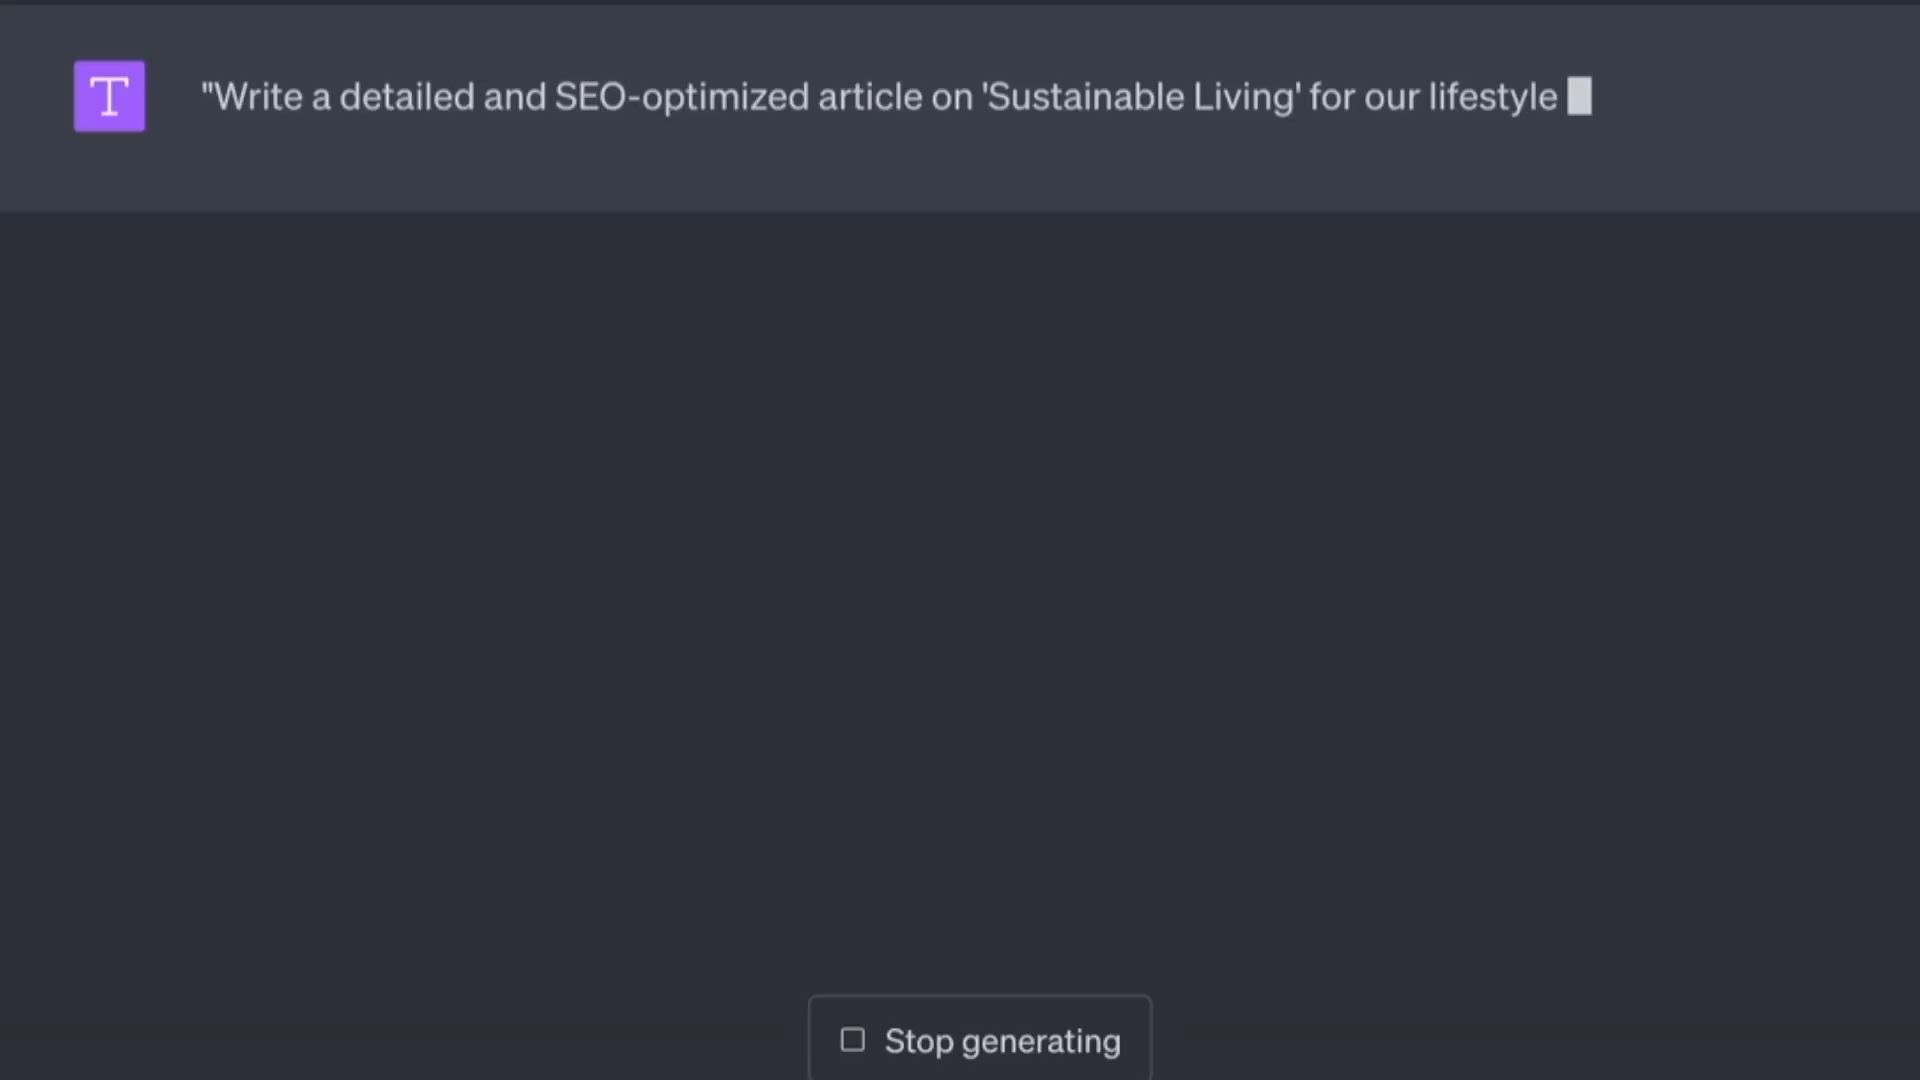 T
"Write a detailed and SEO-optimized article on 'Sustainable Living' for our lifestyle
Stop generating